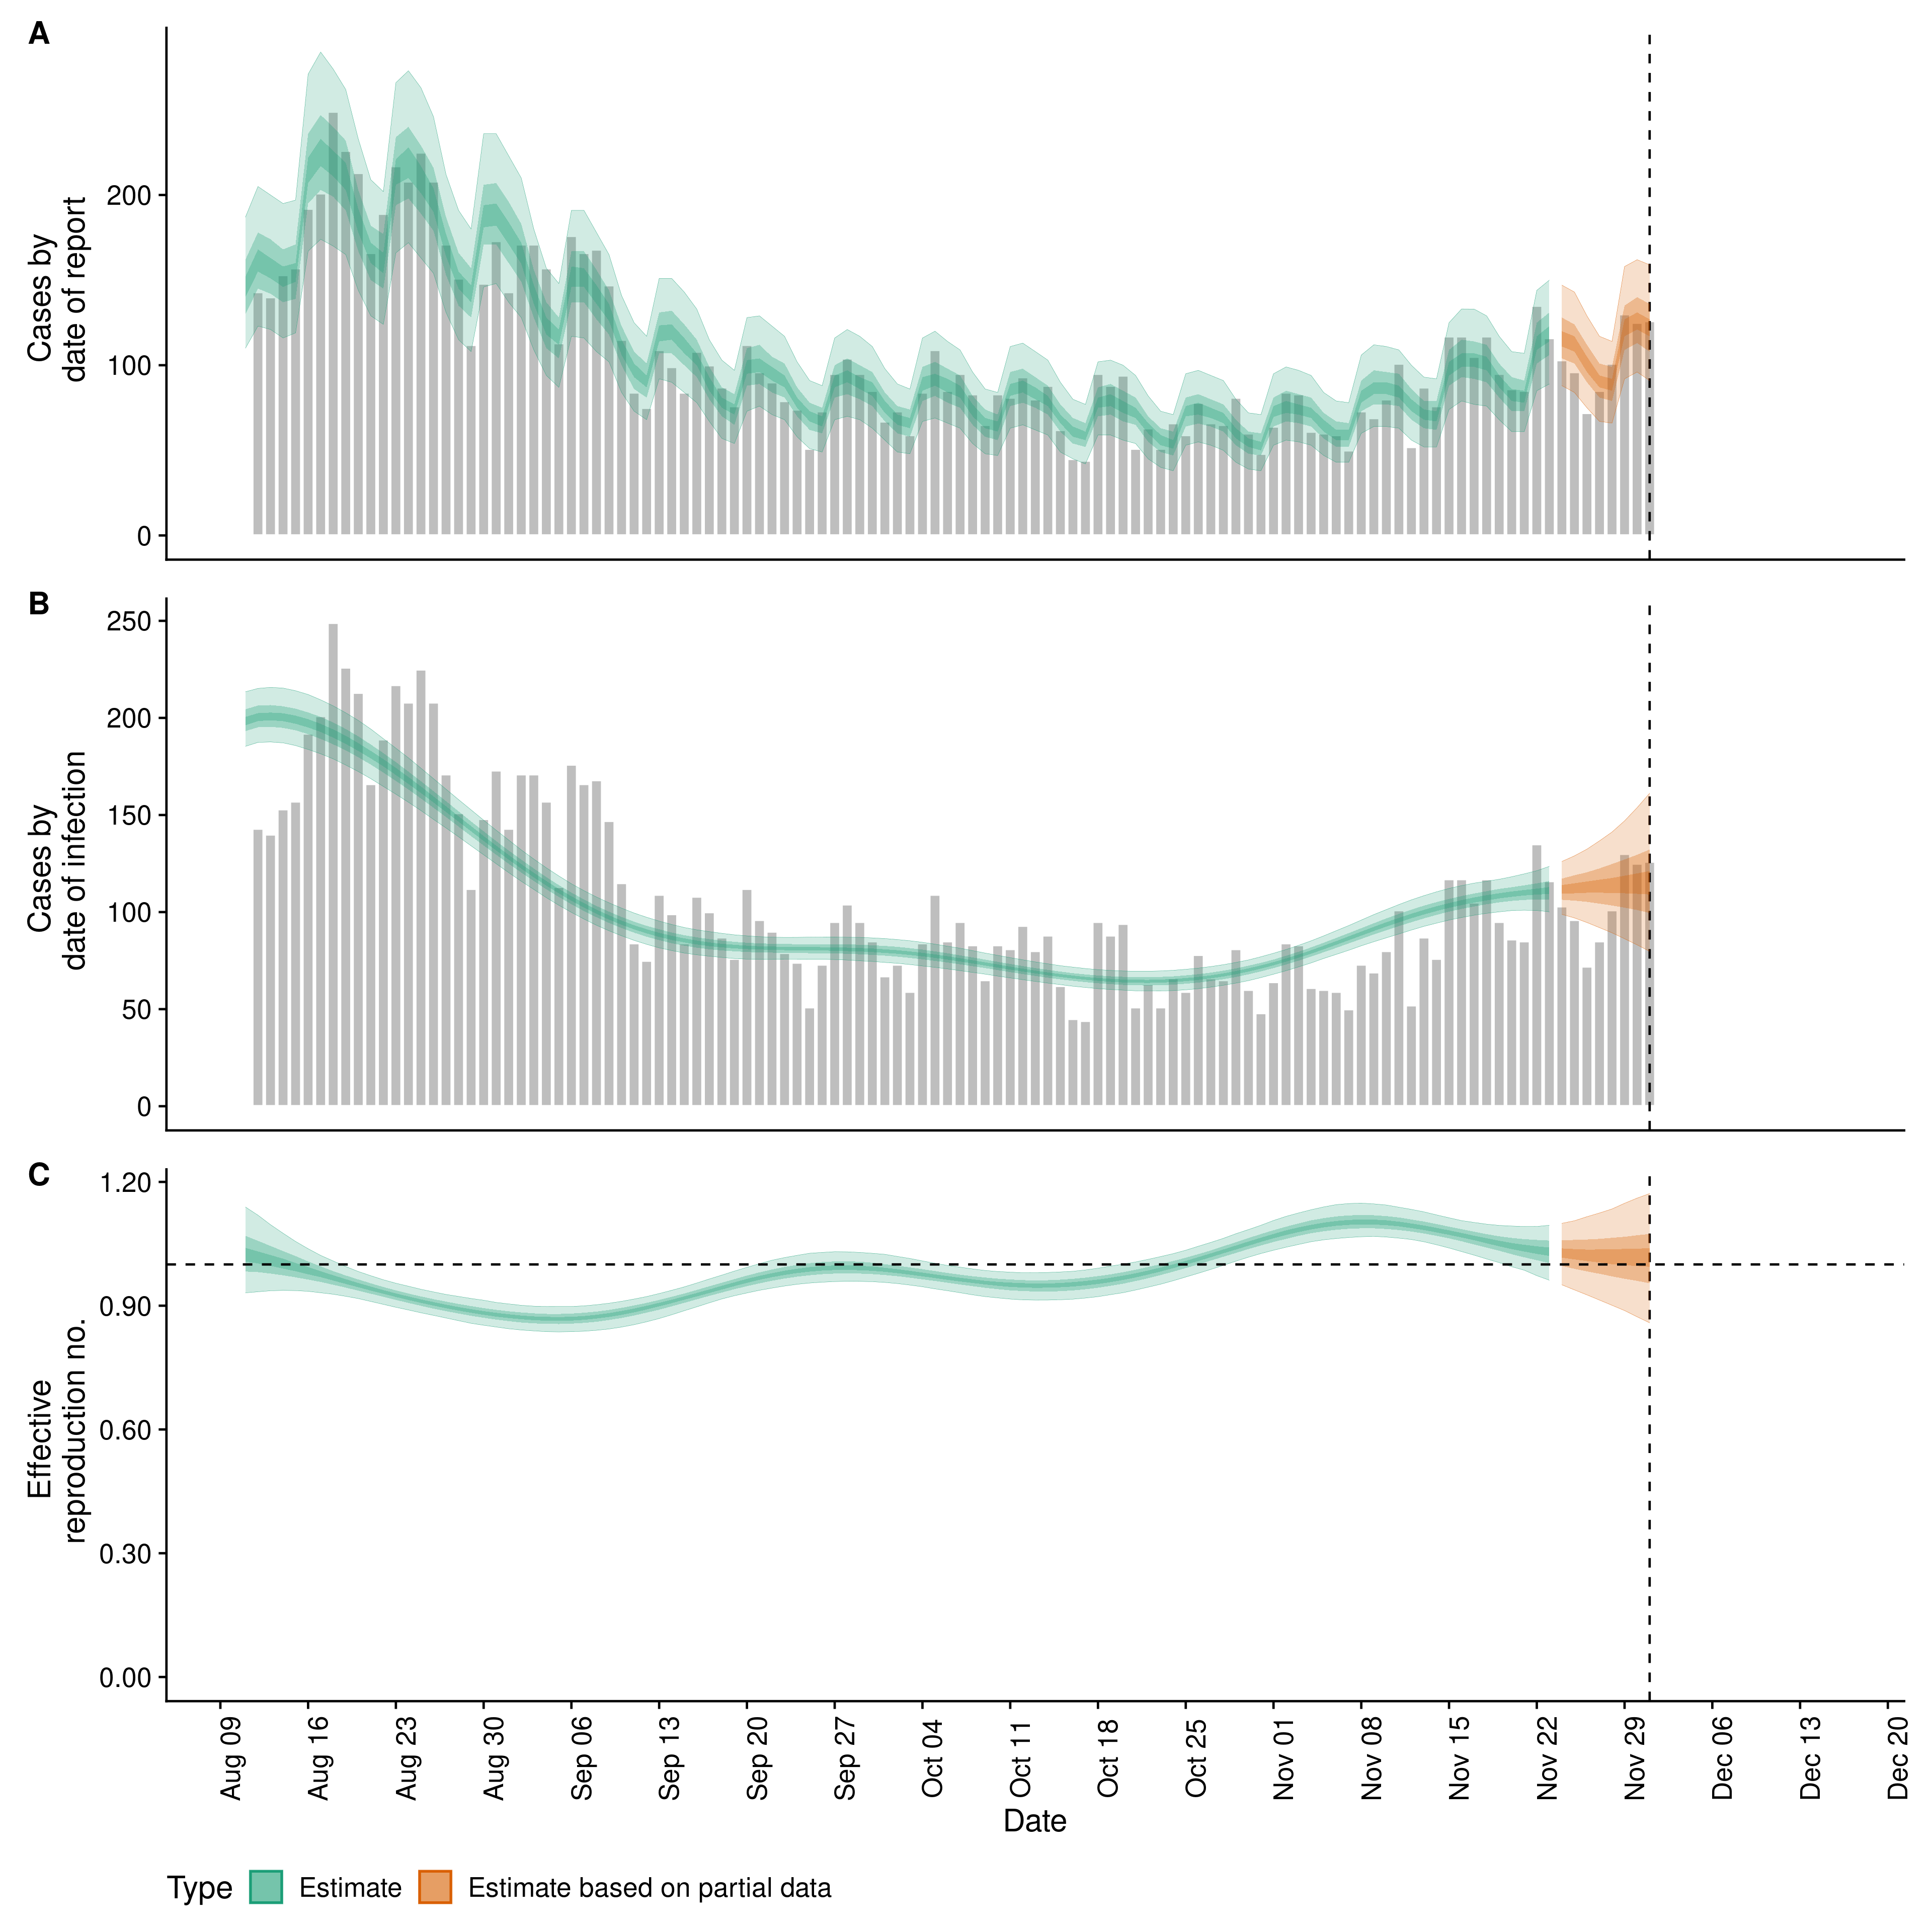 A
Cases by
date of report
200
100
0
B
Cases by
date of infection
250
200
150
100
50
0
C
Effective
reproduction no.
1.20
0.90
0.60
0.30
0.00
Aug 09
Aug 16
Aug 23
Aug 30
Sep 06
Sep 13
Sep 20
Sep 27
Oct 04
Oct 11
Oct 18
Oct 25
Nov 01
Nov 08
Nov 15
Nov 22
Nov 29
Dec 06
Dec 13
Dec 20
Date
Type Estimate Estimate based on partial data